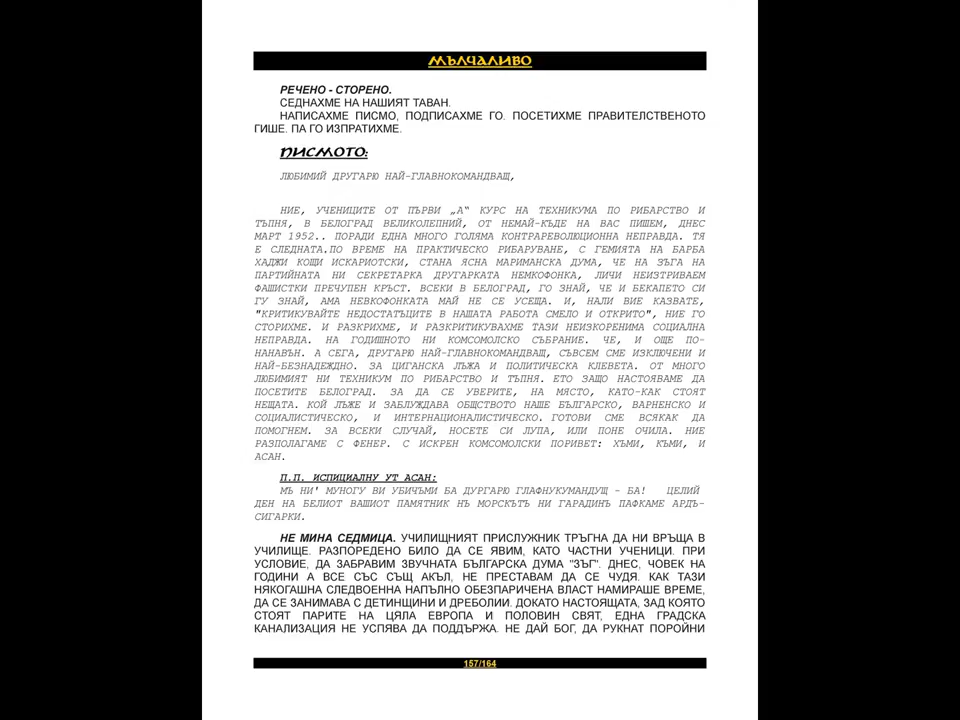 МЪЛЧАЛИВО
РЕЧЕНО - СТОРЕНО.
СЕДНАХМЕ НА НАШИЯТ ТАВАН.
НАПИСАХМЕ ПИСМО, ПОДПИСАХМЕ ГО. ПОСЕТИХМЕ ПРАВИТЕЛСТВЕНОТО
ГИШЕ. ПА ГО ИЗПРАТИХМЕ.
ПИСМОТО:
ЛЮБИМИЙ ДРУГАРЮ НАЙ-ГЛАВНОКОМАНДВАЩ,
НИЕ, УЧЕНИЦИТЕ ОТ ПЪРВИ „А“ КУРС НА ТЕХНИКУМА ПО РИБАРСТВО И
ТЪПНЯ, В БЕЛОГРАД ВЕЛИКОЛЕПНИЙ, ОТ НЕМАЙ-КЪДЕ НА ВАС ПИШЕМ, ДНЕС
МАРТ 1952.. ПОРАДИ ЕДНА МНОГО ГОЛЯМА КОНТРАРЕВОЛЮЦИОННА НЕПРАВДА. ТЯ
Е СЛЕДНАТА.ПО ВРЕМЕ НА ПРАКТИЧЕСКО РИБАРУВАНЕ, С ГЕМИЯТА НА БАРБА
ХАДЖИ КОЩИ ИСКАРИОТСКИ, СТАНА ЯСНА МАРИМАНСКА ДУМА, ЧЕ НА ЗЪГА НА
ПАРТИЙНАТА НИ СЕКРЕТАРКА ДРУГАРКАТА НЕМКОФОНКА, ЛИЧИ НЕИЗТРИВАЕМ
ФАШИСТКИ ПРЕЧУПЕН КРЪСТ. ВСЕКИ В БЕЛОГРАД, ГО ЗНАЙ, ЧЕ И БЕКАПЕТО СИ
ГУ ЗНАЙ, АМА НЕВКОФОНКАТА МАЙ НЕ СЕ УСЕЩА. И, НАЛИ ВИЕ КАЗВАТЕ,
"КРИТИКУВАЙТЕ НЕДОСТАТЪЦИТЕ В НАШАТА РАБОТА СМЕЛО И ОТКРИТО", НИЕ ГО
СТОРИХМЕ. И РАЗКРИХМЕ, И РАЗКРИТИКУВАХМЕ ТАЗИ НЕИЗКОРЕНИМА СОЦИАЛНА
НЕПРАВДА. НА ГОДИШНОТО НИ КОМСОМОЛСКО СЪБРАНИЕ. ЧЕ, И ОЩЕ ПО-
НАНАВЪН. А СЕГА, ДРУГАРЮ НАЙ-ГЛАВНОКОМАНДВАЩ, СЪВСЕМ СМЕ ИЗКЛЮЧЕНИ И
НАЙ-БЕЗНАДЕЖДНО. ЗА ЦИГАНСКА ЛЪЖА И ПОЛИТИЧЕСКА КЛЕВЕТА. ОТ МНОГО
ЛЮБИМИЯТ НИ ТЕХНИКУМ ПО РИБАРСТВО И ТЪПНЯ. ЕТО ЗАЩО НАСТОЯВАМЕ ДА
ПОСЕТИТЕ БЕЛОГРАД. ЗА ДА СЕ УВЕРИТЕ, НА МЯСТО, КАТО-КАК СТОЯТ
НЕЩАТА. КОЙ ЛЪЖЕ И ЗАБЛУЖДАВА ОБЩСТВОТО НАШЕ БЪЛГАРСКО, ВАРНЕНСКО И
СОЦИАЛИСТИЧЕСКО, И ИНТЕРНАЦИОНАЛИСТИЧЕСКО. ГОТОВИ СМЕ ВСЯКАК ДА
ПОМОГНЕМ. ЗА ВСЕКИ СЛУЧАЙ, НОСЕТЕ СИ ЛУПА, ИЛИ ПОНЕ ОЧИЛА. НИЕ
РАЗПОЛАГАМЕ С ФЕНЕР. С ИСКРЕН КОМСОМОЛСКИ ПОРИВЕТ: ХЪМИ, КЪМИ, И
АСАН.
П.П. ИСПИЦИАЛНУ УТ АСАН:
МЪ НИ' МУНОГУ ВИ УБИЧЪМИ БА ДУРГАРЮ ГЛАФНУКУМАНДУЩ - БА! ЦЕЛИЙ
ДЕН НА БЕЛИОТ ВАШИОТ ПАМЯТНИК НЪ МОРСКЪТЪ НИ ГАРАДИНЪ ПАФКАМЕ АРДЪ-
СИГАРКИ.
НЕ МИНА СЕДМИЦА. УЧИЛИЩНИЯТ ПРИСЛУЖНИК ТРЪГНА ДА НИ ВРЪЩА В
УЧИЛИЩЕ. РАЗПОРЕДЕНО БИЛО ДА СЕ ЯВИМ, КАТО ЧАСТНИ УЧЕНИЦИ. ПРИ
УСЛОВИЕ, ДА ЗАБРАВИМ ЗВУЧНАТА БЪЛГАРСКА ДУМА "ЗЪГ". ДНЕС, ЧОВЕК НА
ГОДИНИ А ВСЕ СЪС СЪЩ АКЪЛ, НЕ ПРЕСТАВАМ ДА СЕ ЧУДЯ. КАК ТАЗИ
НЯКОГАШНА СЛЕДВОЕННА НАПЪЛНО ОБЕЗПАРИЧЕНА ВЛАСТ НАМИРАШЕ ВРЕМЕ,
ДА СЕ ЗАНИМАВА С ДЕТИНЩИНИ И ДРЕБОЛИИ. ДОКАТО НАСТОЯЩАТА, ЗАД КОЯТО
СТОЯТ ПАРИТЕ НА ЦЯЛА ЕВРОПА И ПОЛОВИН СВЯТ, ЕДНА ГРАДСКА
КАНАЛИЗАЦИЯ НЕ УСПЯВА ДА ПОДДЪРЖА. НЕ ДАЙ БОГ, ДА РУКНАТ ПОРОЙНИ
157/164